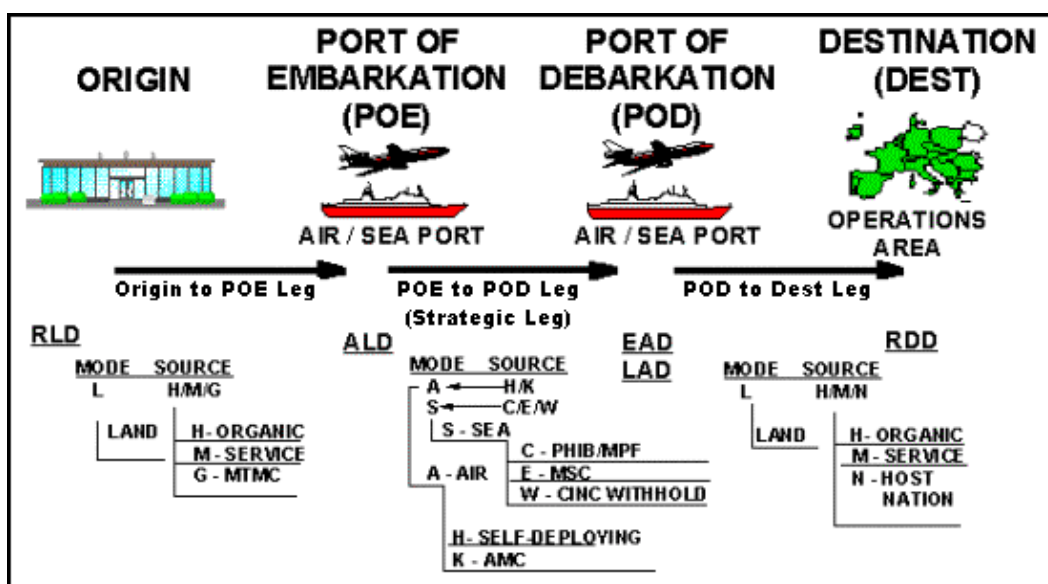 ORIGIN
PORT OF
EMBARKATION
(POE)
PORT OF
DEBARKATION
(POD)
DESTINATION
(DEST)
AIR / SEA PORT
AIR / SEA PORT
OPERATIONS
AREA
Origin to POE Leg
POE to POD Leg
(Strategic Leg)
POD to Dest Leg
RLD
MODE SOURCE
L H/M/G
LAND
H- ORGANIC
M - SERVICE
G - MTMC
ALD
MODE SOURCE
A H/K
S C/E/W
S - SEA
C - PHIB/MPF
E - MSC
W - CINC WITHHOLD
A - AIR
H- SELF-DEPLOYING
K - AMC
EAD
LAD
RDD
MODE SOURCE
L H/M/N
LAND
H- ORGANIC
M - SERVICE
N - HOST
NATION